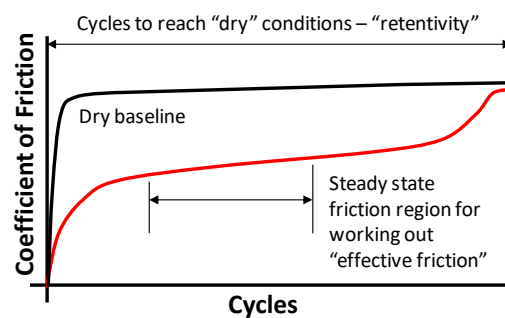 Cycles to reach “dry” conditions – “retentivity”
Coefficient of Friction
Dry baseline
Steady state
friction region for
working out
“effective friction”
Cycles